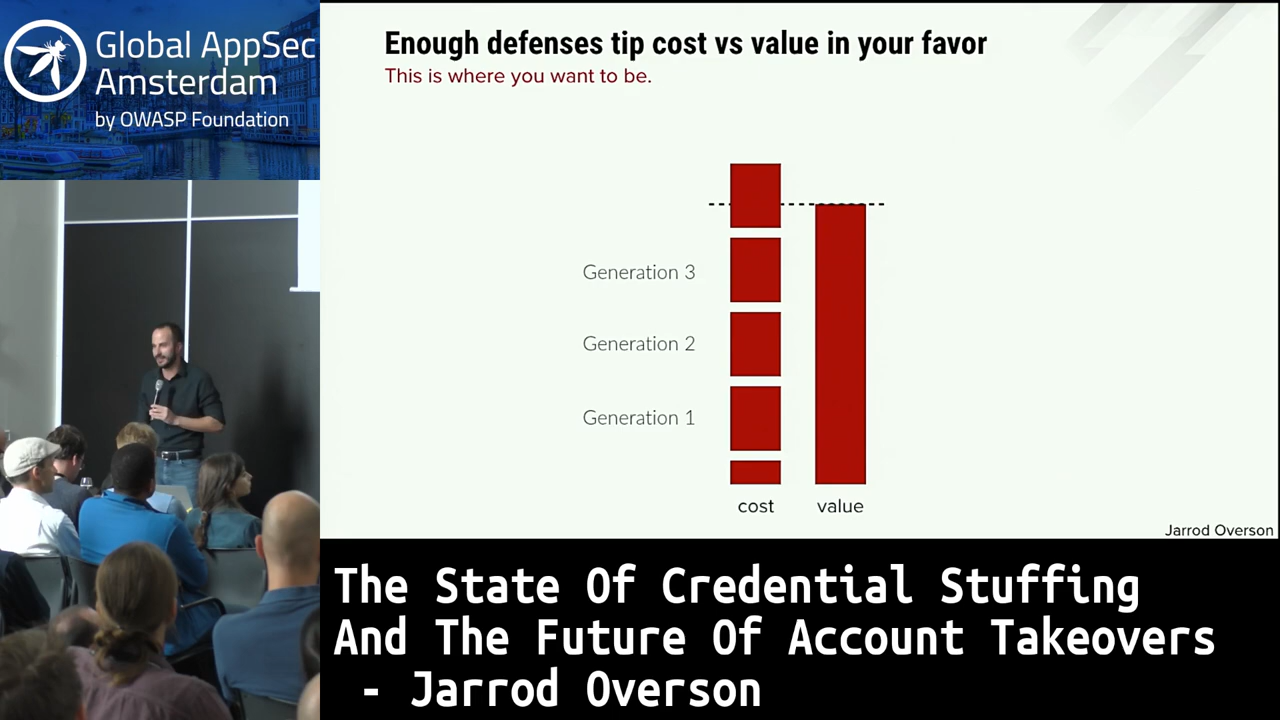 Global AppSec
Amsterdam
by OWASP Foundation
Enough defenses tip cost vs value in your favor
This is where you want to be.
Generation 3
Generation 2
Generation 1
cost value
Jarrod Overson
The State Of Credential Stuffing
And The Future Of Account Takeovers
- Jarrod Overson